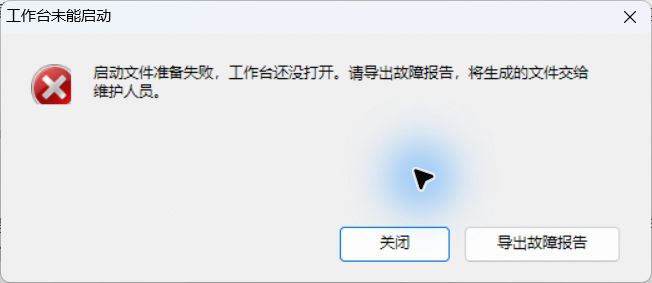 工作台未能启动
启动文件准备失败，工作台还没打开。请导出故障报告，将生成的文件交给
维护人员。
关闭
导出故障报告